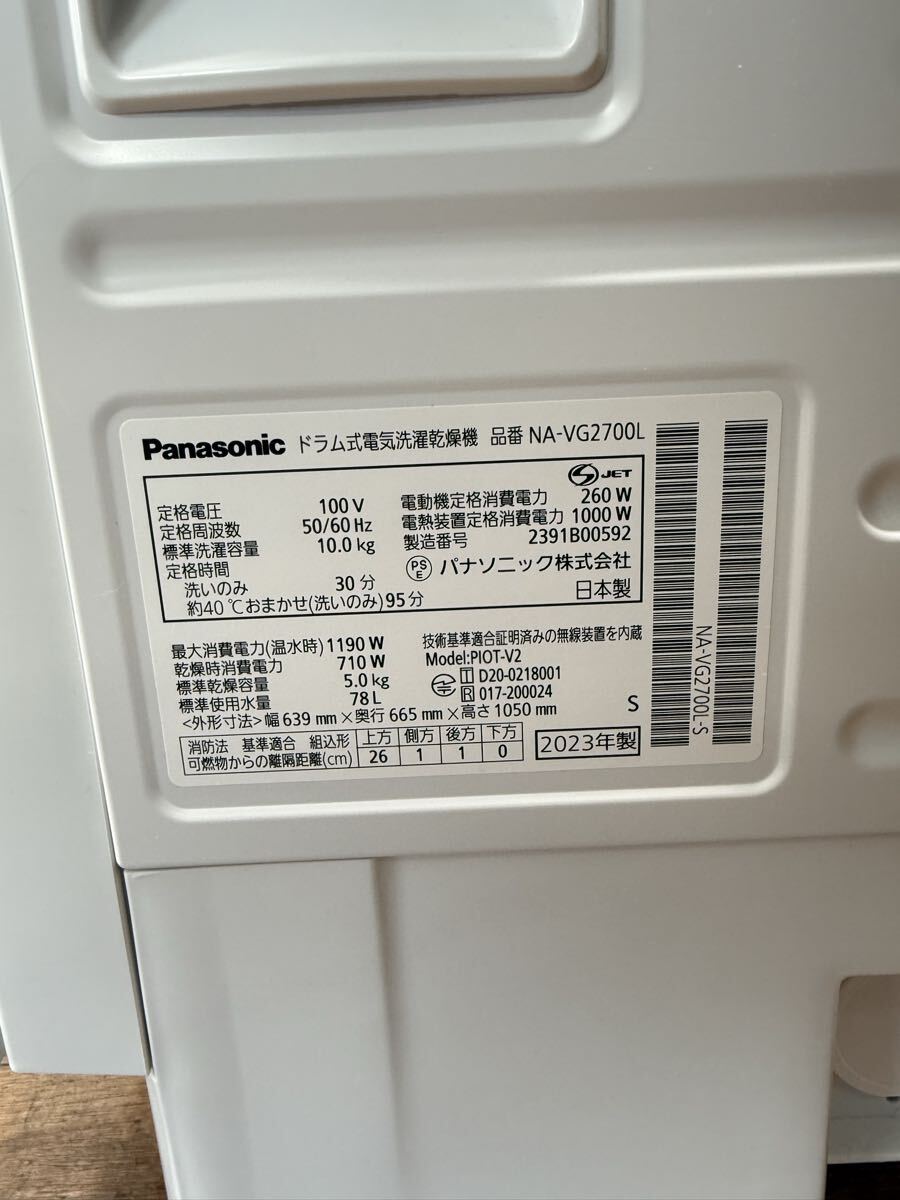 Panasonic ドラム式電気洗濯乾燥機 品番 NA-VG2700L
JET
定格電圧 100 V
定格周波数 50/60 Hz
標準洗濯容量 10.0 kg
定格時間
洗いのみ 30 分
約40 ℃おまかせ(洗いのみ) 95 分
電動機定格消費電力 260 W
電熱装置定格消費電力 1000 W
製造番号 2391B00592
PSE パナソニック株式会社
日本製
最大消費電力(温水時) 1190 W
乾燥時消費電力 710 W
標準乾燥容量 5.0 kg
標準使用水量 78 L
技術基準適合証明済みの無線装置を内蔵
Model:PIOT-V2
T D20-0218001
R 017-200024
<外形寸法>幅 639 mm×奥行 665 mm×高さ 1050 mm
S
消防法 基準適合 組込形 上方 側方 後方 下方
可燃物からの離隔距離(cm) 26 1 1 0
2023年製
NA-VG2700L-S